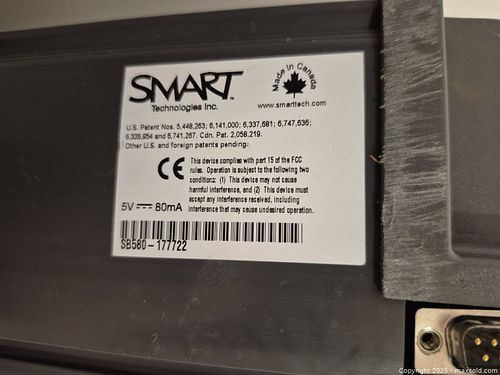 SMART™
Technologies Inc.
Made in Canada
www.smarttech.com
U.S. Patent Nos. 5,448,263; 6,141,000; 6,337,681; 6,747,636;
6,326,954 and 6,741,267. Cdn. Pat. 2,058,219.
Other U.S. and foreign patents pending.
CE
This device complies with part 15 of the FCC
rules. Operation is subject to the following two
conditions: (1) This device may not cause
harmful interference, and (2) This device must
accept any interference received, including
interference that may cause undesired operation.
5V 80mA
SB580-177722
Copyright 2025 - maxsold.com